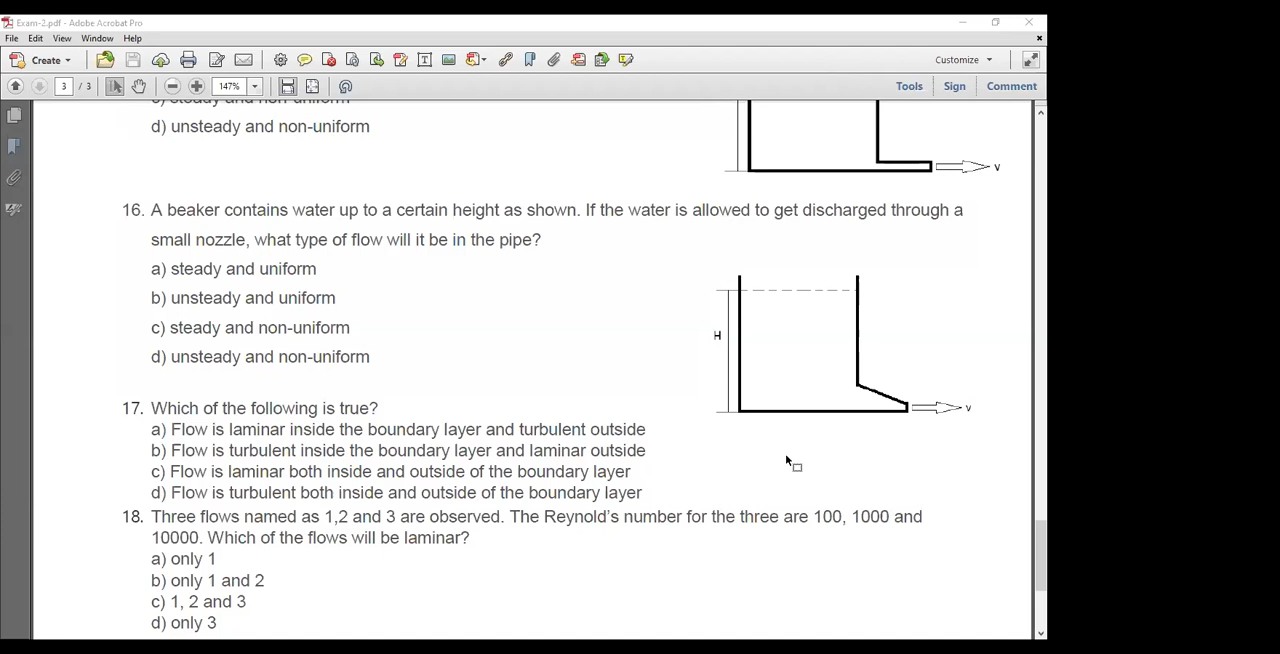 Exam-2.pdf - Adobe Acrobat Pro
File Edit View Window Help
Create
Customize
3 / 3 147%
Tools Sign Comment
c) steady and non-uniform
d) unsteady and non-uniform
v
16. A beaker contains water up to a certain height as shown. If the water is allowed to get discharged through a
small nozzle, what type of flow will it be in the pipe?
a) steady and uniform
b) unsteady and uniform
c) steady and non-uniform
d) unsteady and non-uniform
H
v
17. Which of the following is true?
a) Flow is laminar inside the boundary layer and turbulent outside
b) Flow is turbulent inside the boundary layer and laminar outside
c) Flow is laminar both inside and outside of the boundary layer
d) Flow is turbulent both inside and outside of the boundary layer
18. Three flows named as 1,2 and 3 are observed. The Reynold's number for the three are 100, 1000 and
10000. Which of the flows will be laminar?
a) only 1
b) only 1 and 2
c) 1, 2 and 3
d) only 3